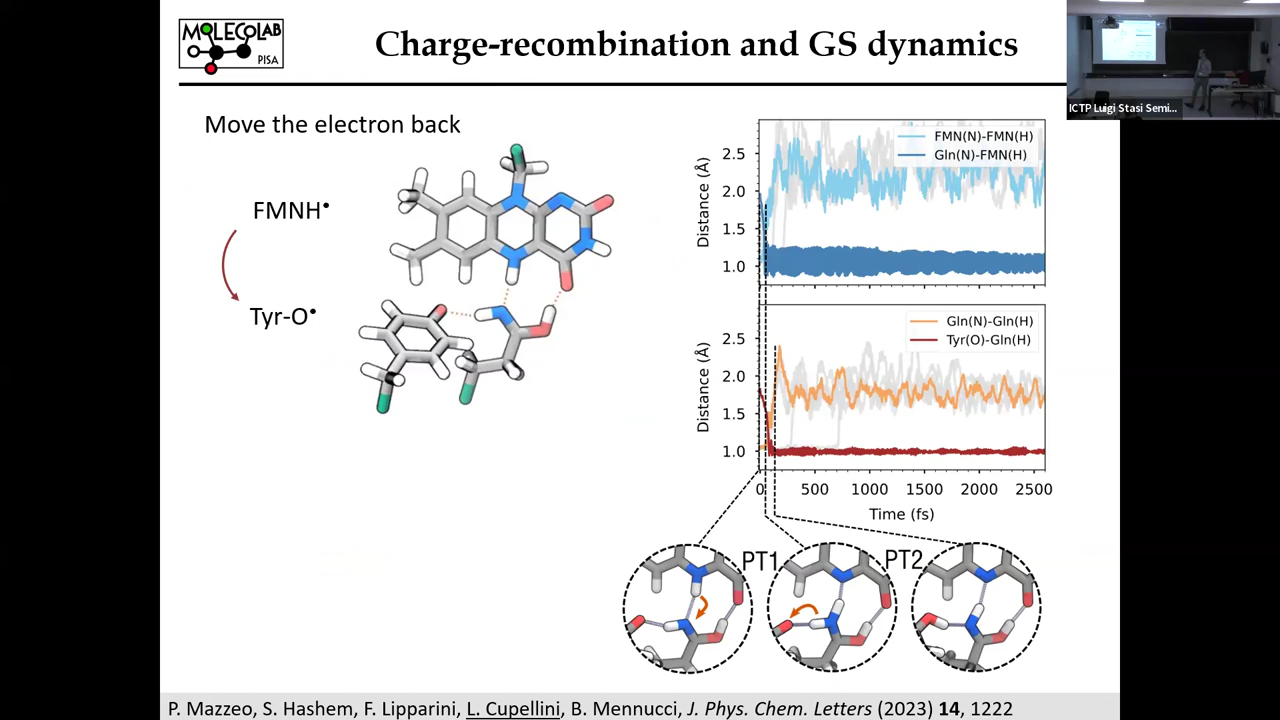 MOLECOLAB
PISA
Charge-recombination and GS dynamics
ICTP Luigi Stasi Semi...
Move the electron back
FMNH•
Tyr-O•
FMN(N)-FMN(H)
Gln(N)-FMN(H)
Distance (Å)
2.5
2.0
1.5
1.0
Gln(N)-Gln(H)
Tyr(O)-Gln(H)
Distance (Å)
2.5
2.0
1.5
1.0
0 500 1000 1500 2000 2500
Time (fs)
PT1 PT2
P. Mazzeo, S. Hashem, F. Lipparini, L. Cupellini, B. Mennucci, J. Phys. Chem. Letters (2023) 14, 1222